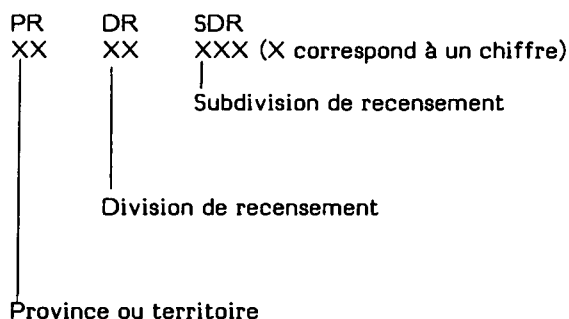 PR DR SDR
XX XX XXX (X correspond à un chiffre)
Subdivision de recensement
Division de recensement
Province ou territoire